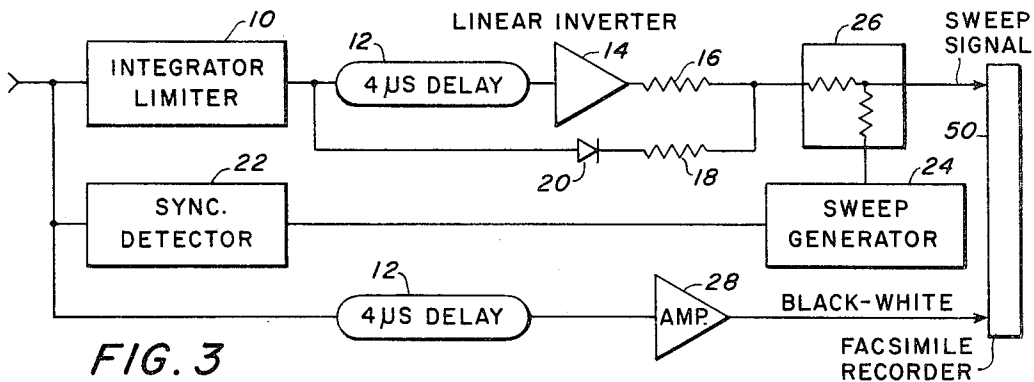 LINEAR INVERTER
SWEEP
SIGNAL
10
12
14
16
26
INTEGRATOR
LIMITER
4 µS DELAY
50
20
18
22
24
SYNC.
DETECTOR
SWEEP
GENERATOR
12
28
4 µS DELAY
AMP.
BLACK-WHITE
FIG. 3
FACSIMILE
RECORDER